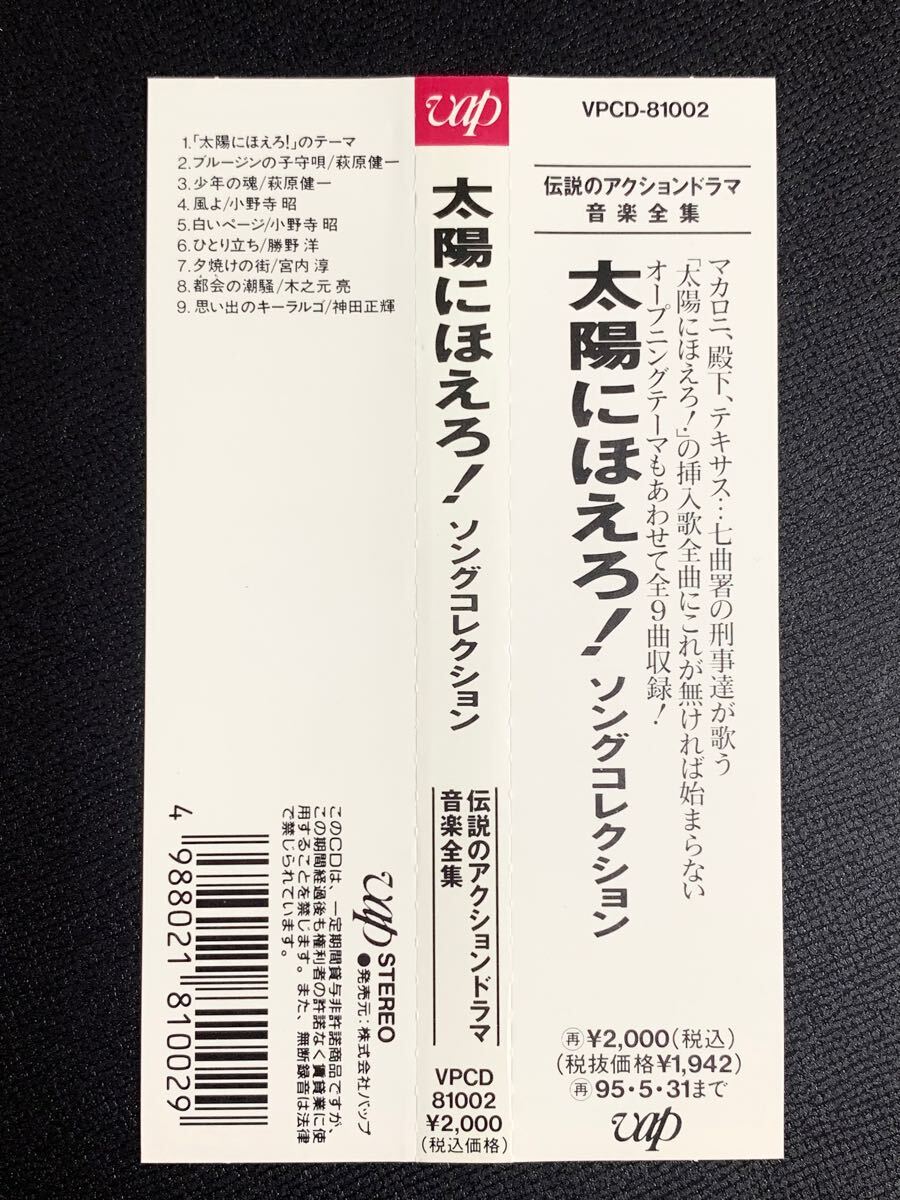 1.「太陽にほえろ!」のテーマ
2.ブルージンの子守唄/萩原健一
3.少年の魂/萩原健一
4.風よ/小野寺 昭
5.白いページ/小野寺 昭
6.ひとり立ち/勝野 洋
7.夕焼けの街/宮内 淳
8.都会の潮騒/木之元 亮
9.思い出のキーラルゴ/神田正輝
このCDは、一定期間貸与非許諾商品ですが、
この期間経過後も権利者の許諾なく賃貸業に使
用することを禁じます。また、無断録音は法律
で禁じられています。
vap STEREO
●発売元:株式会社バップ
4 988021 810029
vap
太陽にほえろ!ソングコレクション
伝説のアクションドラマ
音楽全集
VPCD
81002
¥2,000
(税込価格)
VPCD-81002
伝説のアクションドラマ
音楽全集
マカロニ、殿下、テキサス…七曲署の刑事達が歌う
「太陽にほえろ!」の挿入歌全曲にこれが無ければ始まらない
オープニングテーマもあわせて全9曲収録!
太陽にほえろ!ソングコレクション
再¥2,000(税込)
(税抜価格¥1,942)
再95・5・31まで
vap